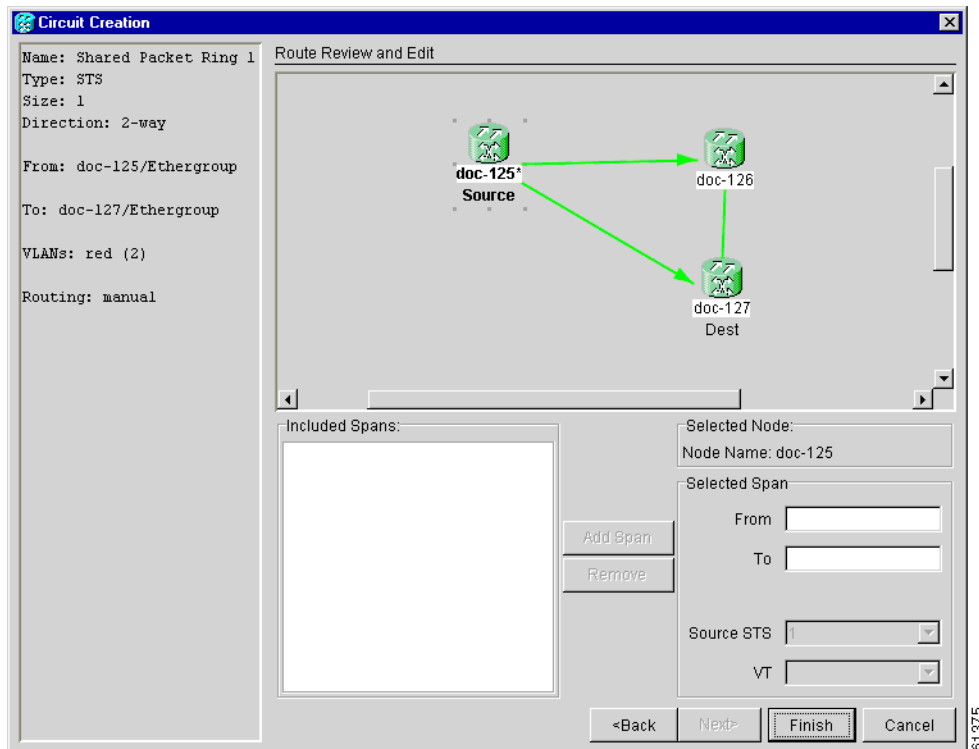 Circuit Creation
Name: Shared Packet Ring 1
Type: STS
Size: 1
Direction: 2-way
From: doc-125/Ethergroup
To: doc-127/Ethergroup
VLANs: red (2)
Routing: manual
Route Review and Edit
doc-125*
Source
doc-126
doc-127
Dest
Included Spans:
Add Span
Remove
Selected Node:
Node Name: doc-125
Selected Span
From
To
Source STS 1
VT
<Back
Next>
Finish
Cancel
61375